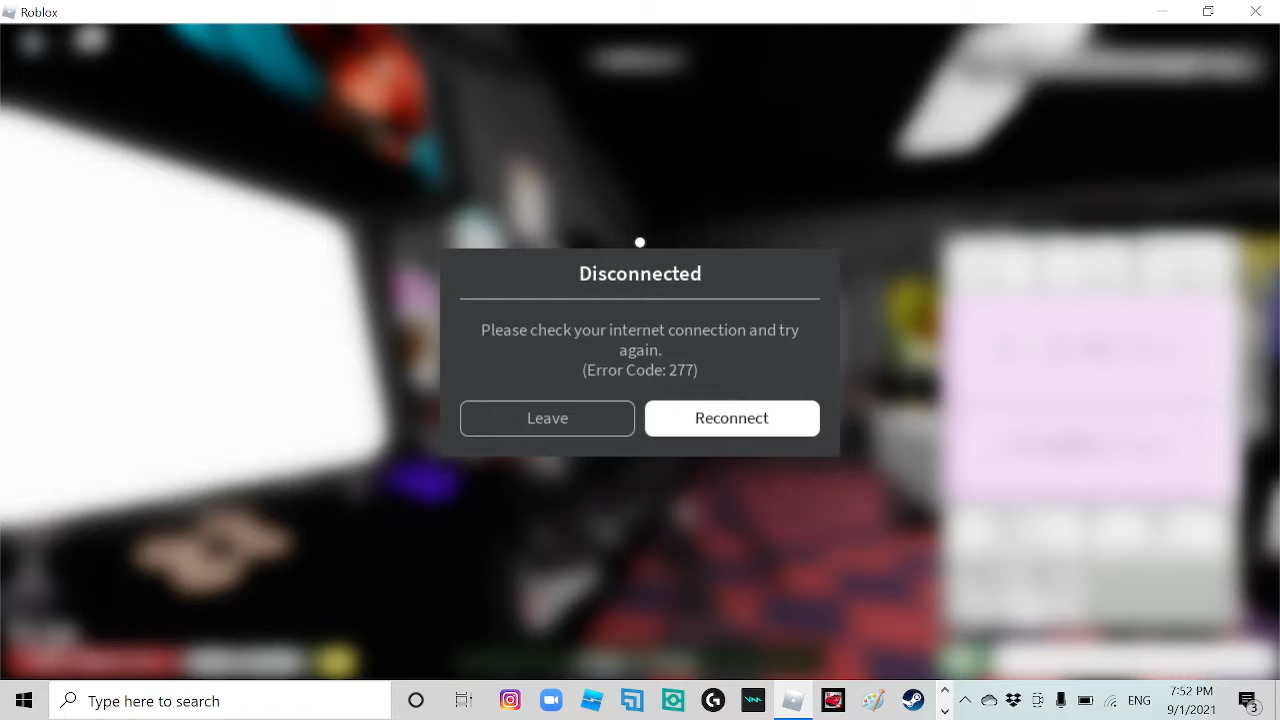 Roblox
Disconnected
Please check your internet connection and try
again.
(Error Code: 277)
Leave
Reconnect
Type here to search
ENG
7:52 PM
9/1/2021
3